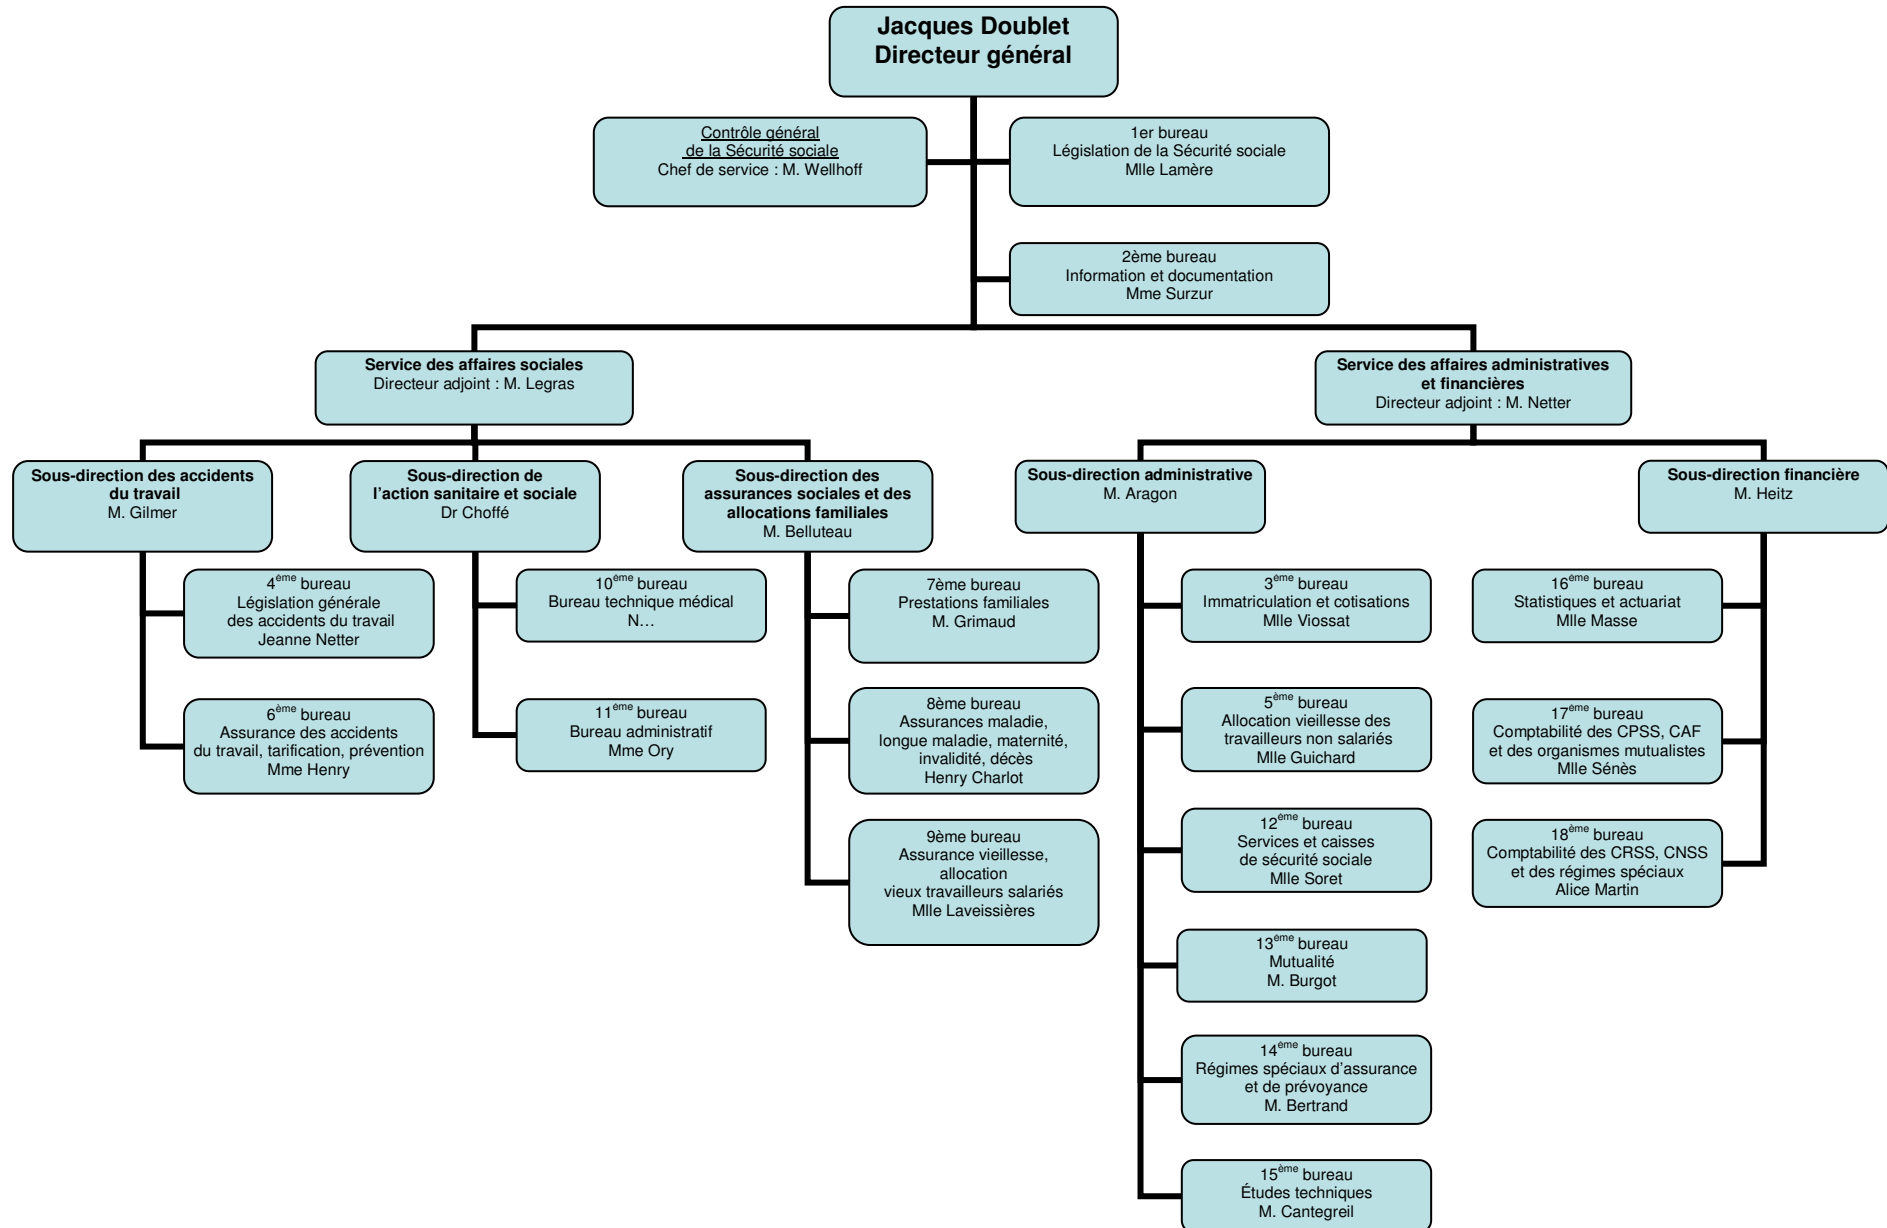 Jacques Doublet
Directeur général
Contrôle général
de la Sécurité sociale
Chef de service : M. Wellhoff
1er bureau
Législation de la Sécurité sociale
Mlle Lamère
2ème bureau
Information et documentation
Mme Surzur
Service des affaires sociales
Directeur adjoint : M. Legras
Service des affaires administratives
et financières
Directeur adjoint : M. Netter
Sous-direction des accidents
du travail
M. Gilmer
Sous-direction de
l’action sanitaire et sociale
Dr Choffé
Sous-direction des
assurances sociales et des
allocations familiales
M. Belluteau
Sous-direction administrative
M. Aragon
Sous-direction financière
M. Heitz
4ème bureau
Législation générale
des accidents du travail
Jeanne Netter
6ème bureau
Assurance des accidents
du travail, tarification, prévention
Mme Henry
10ème bureau
Bureau technique médical
N…
11ème bureau
Bureau administratif
Mme Ory
7ème bureau
Prestations familiales
M. Grimaud
8ème bureau
Assurances maladie,
longue maladie, maternité,
invalidité, décès
Henry Charlot
9ème bureau
Assurance vieillesse,
allocation
vieux travailleurs salariés
Mlle Laveissières
3ème bureau
Immatriculation et cotisations
Mlle Viossat
5ème bureau
Allocation vieillesse des
travailleurs non salariés
Mlle Guichard
12ème bureau
Services et caisses
de sécurité sociale
Mlle Soret
13ème bureau
Mutualité
M. Burgot
14ème bureau
Régimes spéciaux d’assurance
et de prévoyance
M. Bertrand
15ème bureau
Études techniques
M. Cantegreil
16ème bureau
Statistiques et actuariat
Mlle Masse
17ème bureau
Comptabilité des CPSS, CAF
et des organismes mutualistes
Mlle Sénès
18ème bureau
Comptabilité des CRSS, CNSS
et des régimes spéciaux
Alice Martin